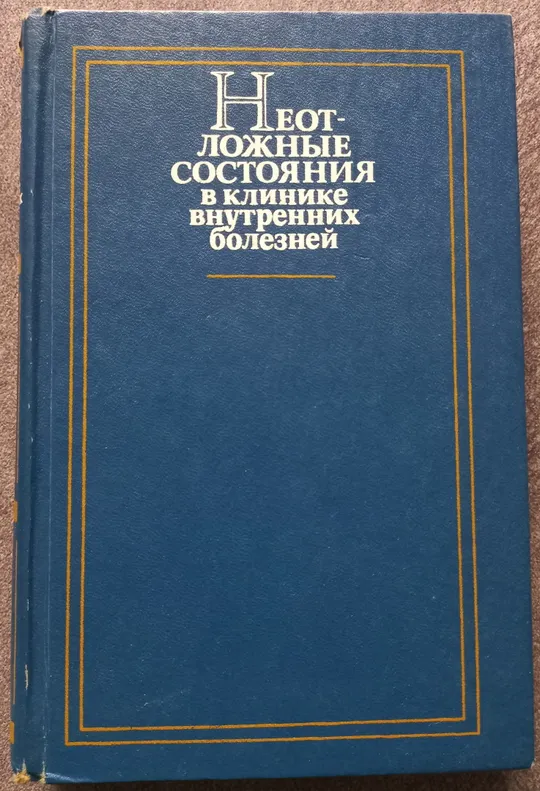 Неот-
ложные
состояния
в клинике
внутренних
болезней